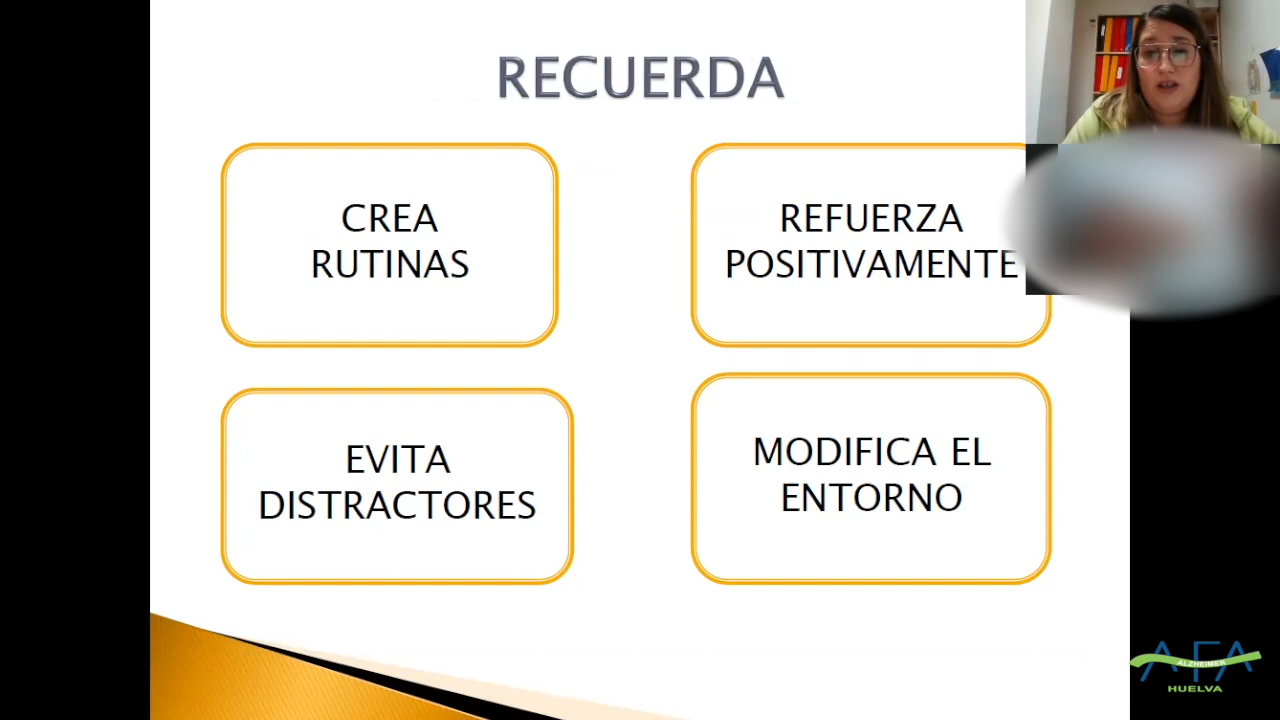 RECUERDA
CREA
RUTINAS
REFUERZA
POSITIVAMENTE
EVITA
DISTRACTORES
MODIFICA EL
ENTORNO
AFA
ALZHEIMER
HUELVA